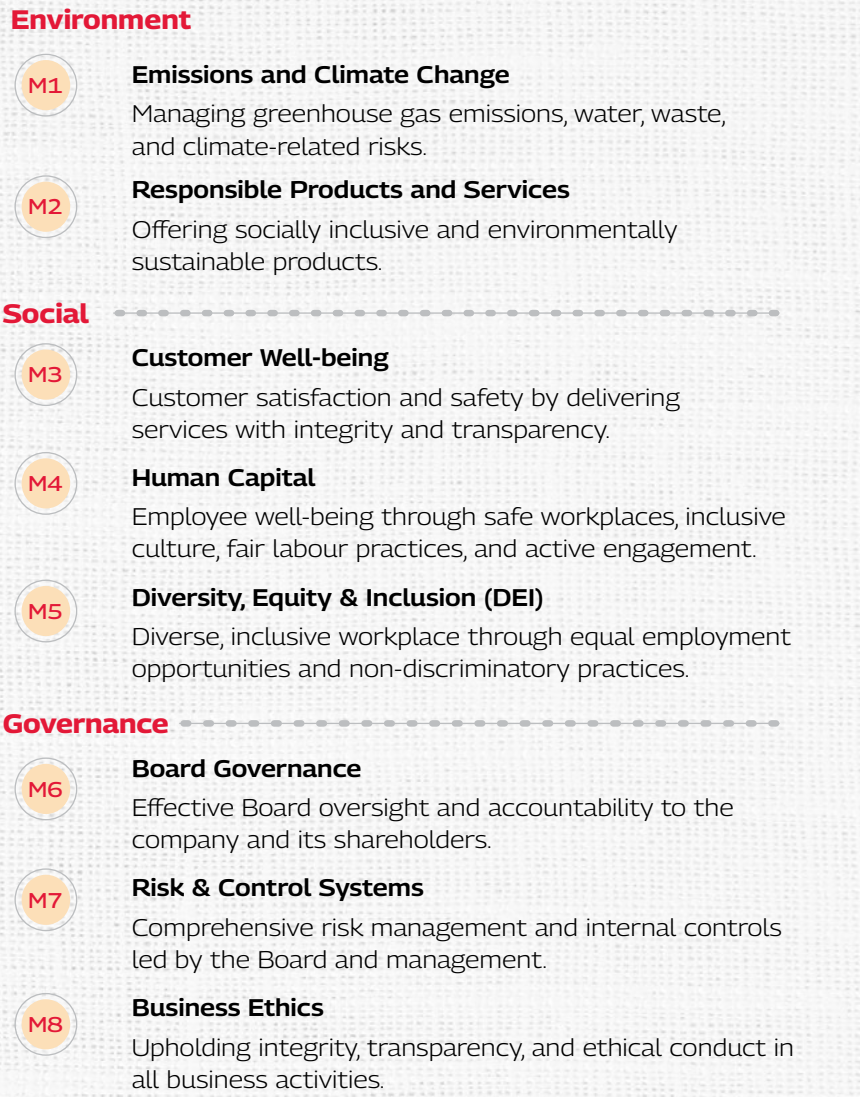 Environment
M1
Emissions and Climate Change
Managing greenhouse gas emissions, water, waste,
and climate-related risks.
M2
Responsible Products and Services
Offering socially inclusive and environmentally
sustainable products.
Social
M3
Customer Well-being
Customer satisfaction and safety by delivering
services with integrity and transparency.
M4
Human Capital
Employee well-being through safe workplaces, inclusive
culture, fair labour practices, and active engagement.
M5
Diversity, Equity & Inclusion (DEI)
Diverse, inclusive workplace through equal employment
opportunities and non-discriminatory practices.
Governance
M6
Board Governance
Effective Board oversight and accountability to the
company and its shareholders.
M7
Risk & Control Systems
Comprehensive risk management and internal controls
led by the Board and management.
M8
Business Ethics
Upholding integrity, transparency, and ethical conduct in
all business activities.